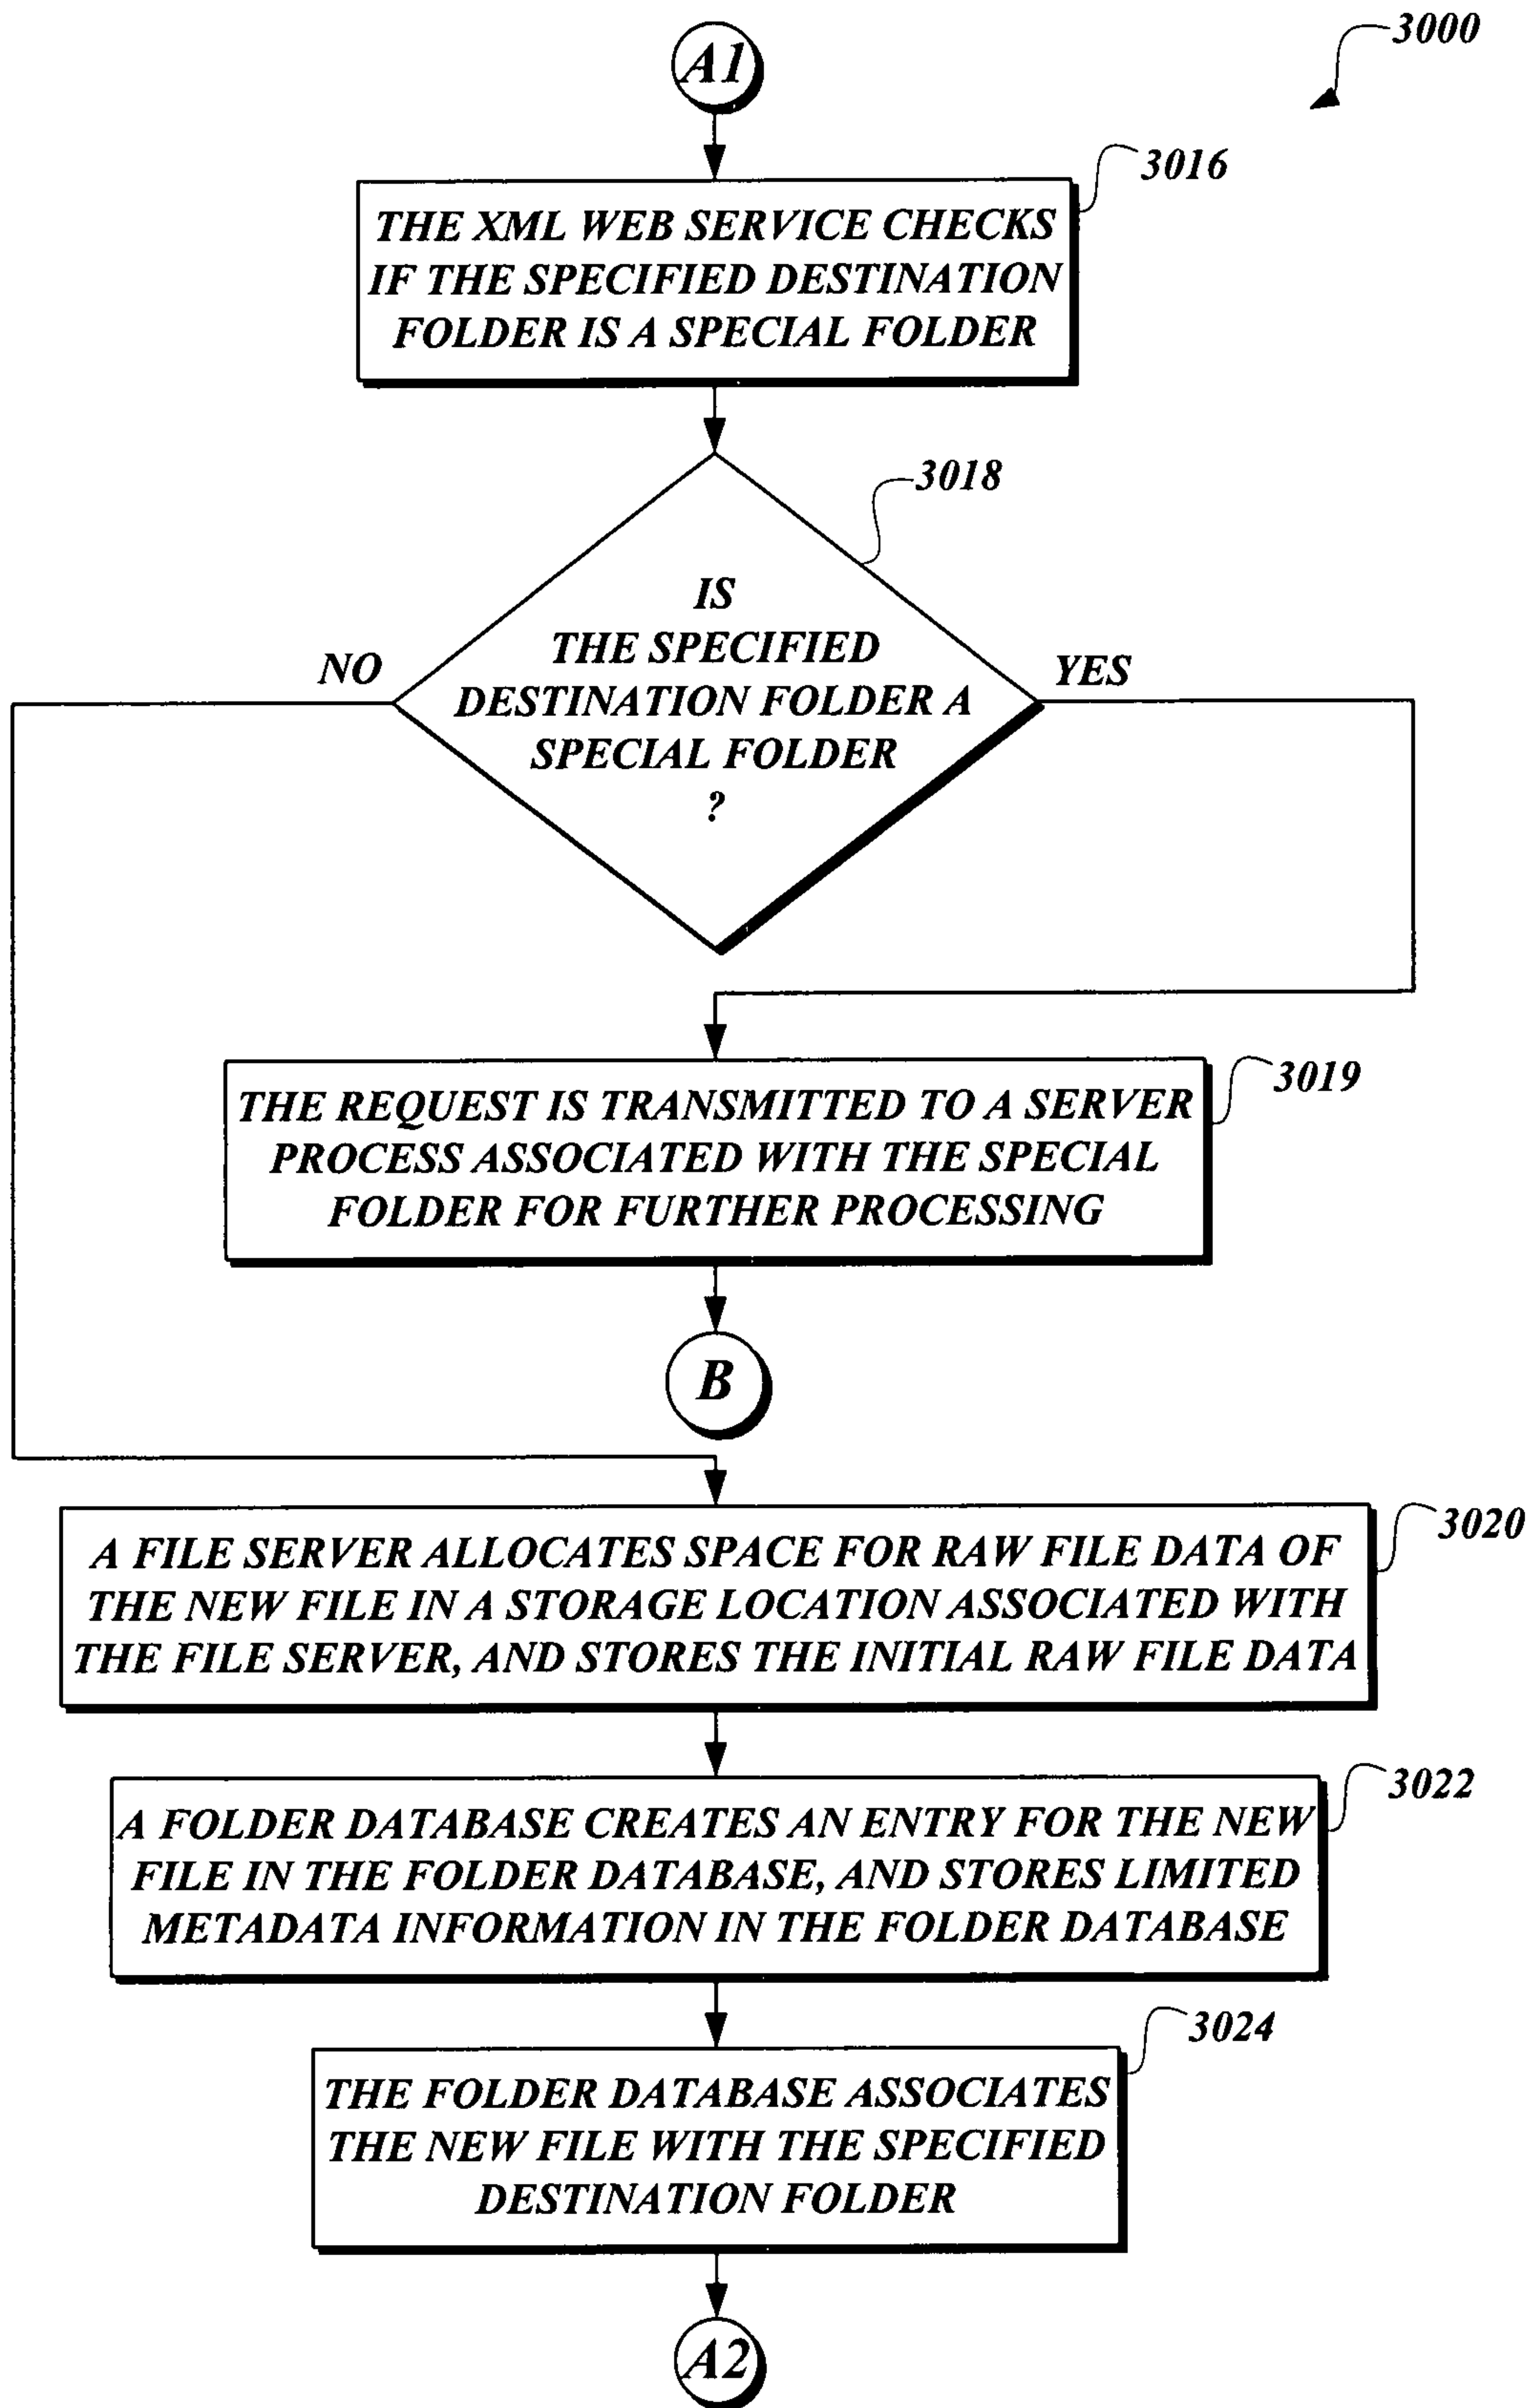 A1
3000
3016
THE XML WEB SERVICE CHECKS
IF THE SPECIFIED DESTINATION
FOLDER IS A SPECIAL FOLDER
3018
IS
THE SPECIFIED
DESTINATION FOLDER A
SPECIAL FOLDER
?
NO
YES
3019
THE REQUEST IS TRANSMITTED TO A SERVER
PROCESS ASSOCIATED WITH THE SPECIAL
FOLDER FOR FURTHER PROCESSING
B
3020
A FILE SERVER ALLOCATES SPACE FOR RAW FILE DATA OF
THE NEW FILE IN A STORAGE LOCATION ASSOCIATED WITH
THE FILE SERVER, AND STORES THE INITIAL RAW FILE DATA
3022
A FOLDER DATABASE CREATES AN ENTRY FOR THE NEW
FILE IN THE FOLDER DATABASE, AND STORES LIMITED
METADATA INFORMATION IN THE FOLDER DATABASE
3024
THE FOLDER DATABASE ASSOCIATES
THE NEW FILE WITH THE SPECIFIED
DESTINATION FOLDER
A2